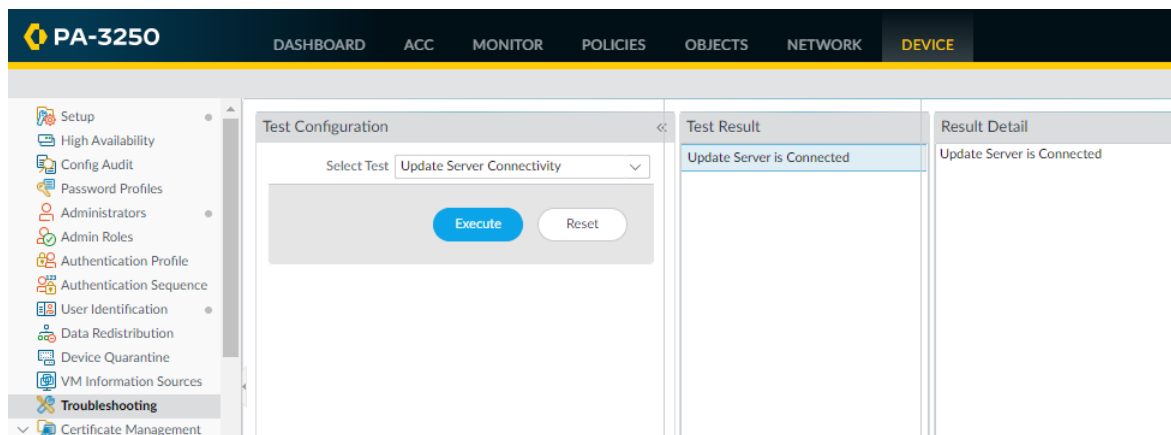 PA-3250
DASHBOARD ACC MONITOR POLICIES OBJECTS NETWORK DEVICE
Setup
High Availability
Config Audit
Password Profiles
Administrators
Admin Roles
Authentication Profile
Authentication Sequence
User Identification
Data Redistribution
Device Quarantine
VM Information Sources
Troubleshooting
Certificate Management
Test Configuration
Select Test Update Server Connectivity
Execute Reset
Test Result
Update Server is Connected
Result Detail
Update Server is Connected